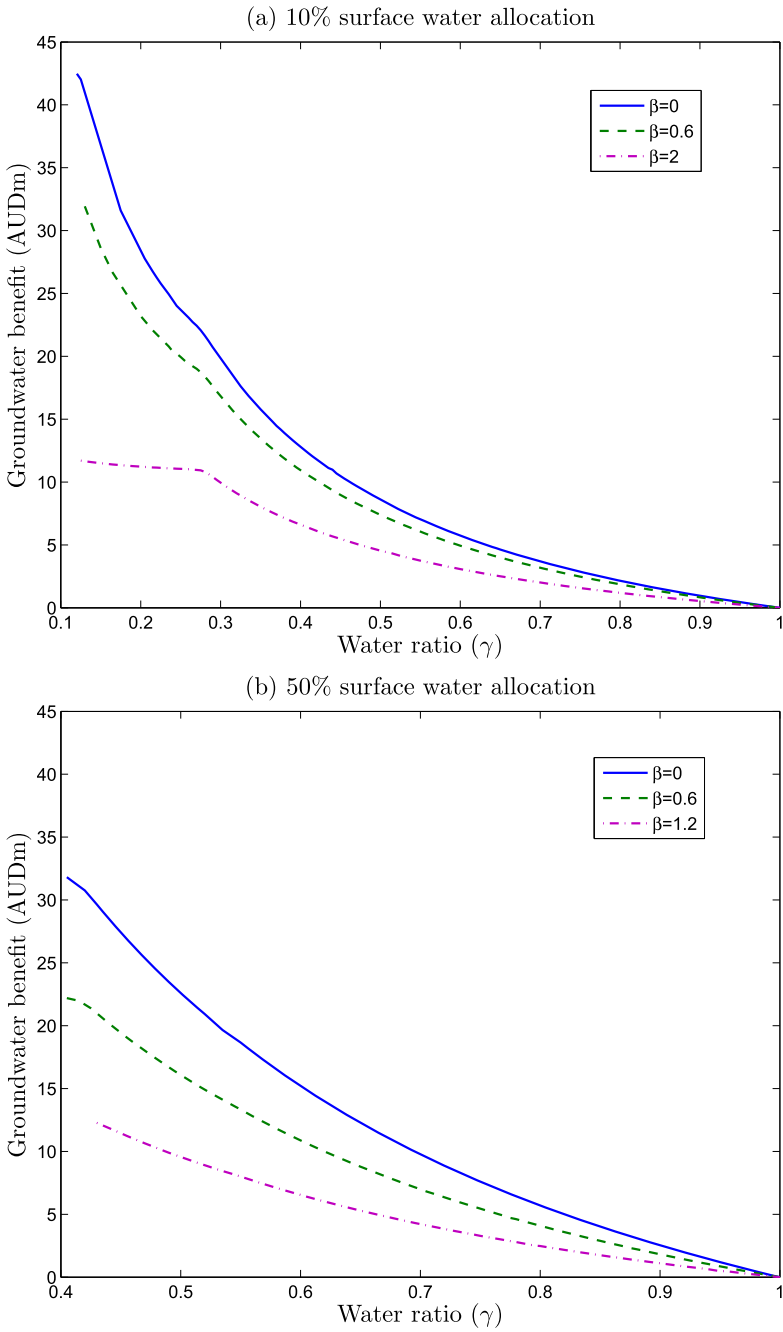 (a) 10% surface water allocation
45
40
35
30
25
20
15
10
5
0
Groundwater benefit (AUDm)
β=0
β=0.6
β=2
0.1 0.2 0.3 0.4 0.5 0.6 0.7 0.8 0.9 1
Water ratio (γ)
(b) 50% surface water allocation
45
40
35
30
25
20
15
10
5
0
Groundwater benefit (AUDm)
β=0
β=0.6
β=1.2
0.4 0.5 0.6 0.7 0.8 0.9 1
Water ratio (γ)